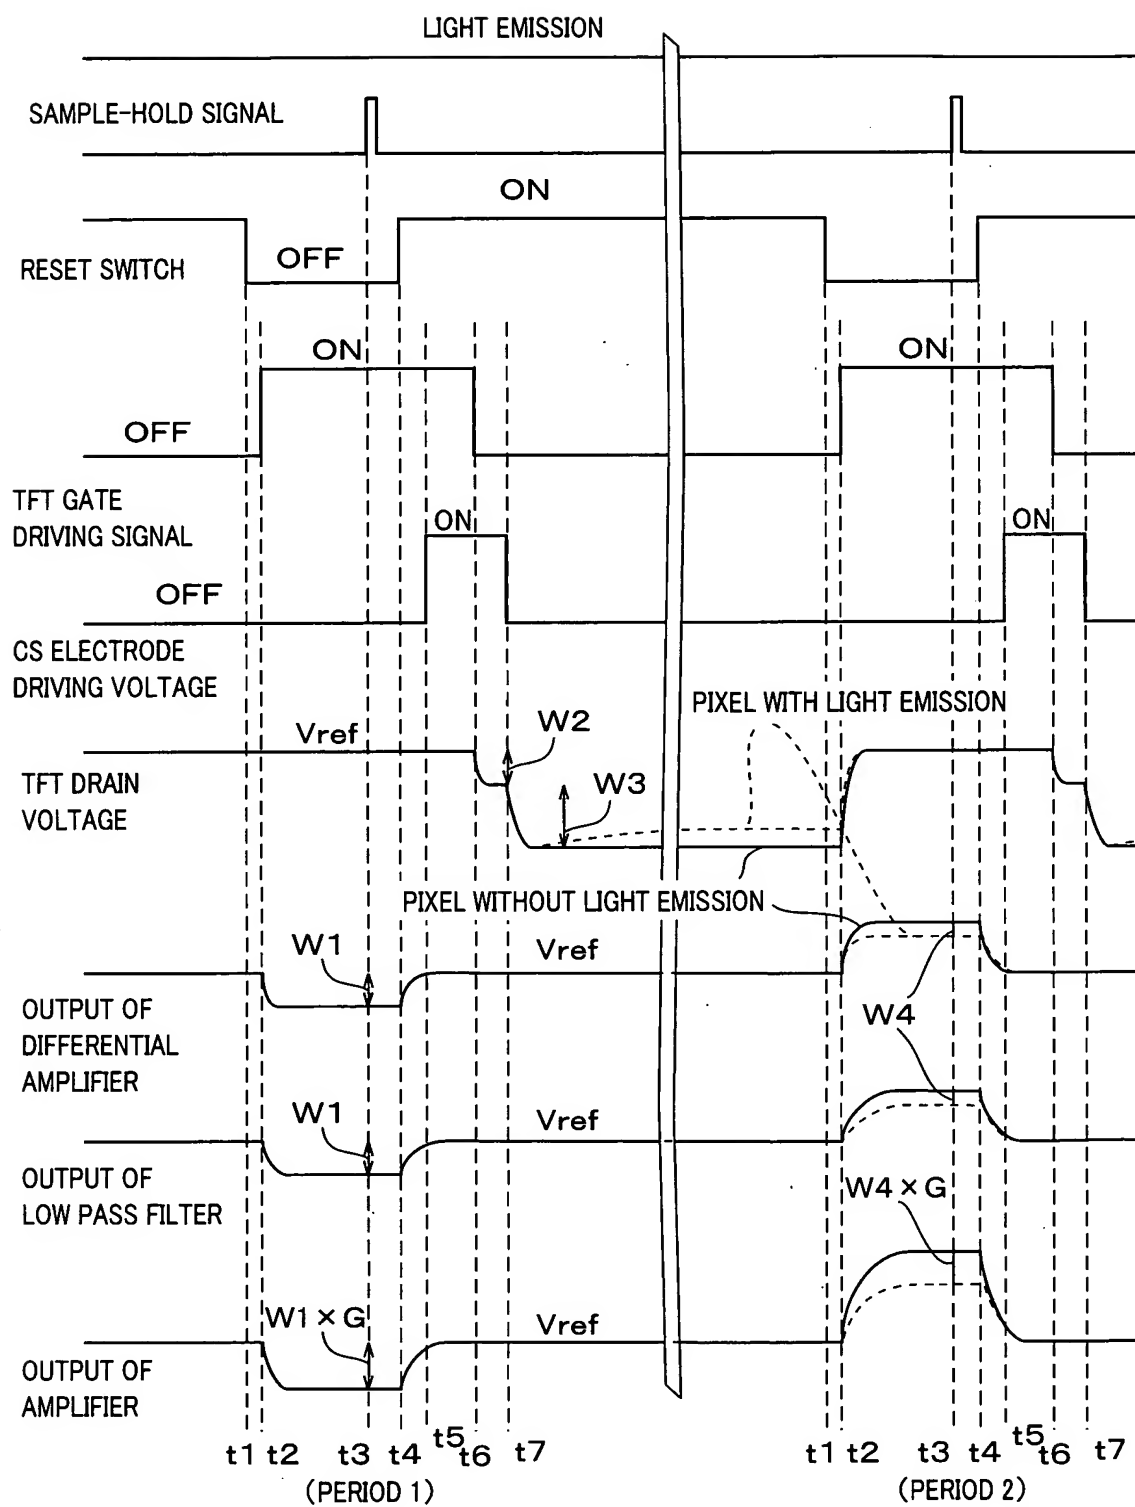 LIGHT EMISSION
SAMPLE-HOLD SIGNAL
ON
RESET SWITCH
OFF
ON
ON
OFF
TFT GATE
DRIVING SIGNAL
ON
ON
OFF
CS ELECTRODE
DRIVING VOLTAGE
PIXEL WITH LIGHT EMISSION
Vref
W2
TFT DRAIN
VOLTAGE
W3
PIXEL WITHOUT LIGHT EMISSION
W1
Vref
OUTPUT OF
DIFFERENTIAL
AMPLIFIER
W4
W1
Vref
OUTPUT OF
LOW PASS FILTER
W4×G
W1×G
Vref
OUTPUT OF
AMPLIFIER
t1 t2 t3 t4 t5 t6 t7
t1 t2 t3 t4 t5 t6 t7
(PERIOD 1)
(PERIOD 2)